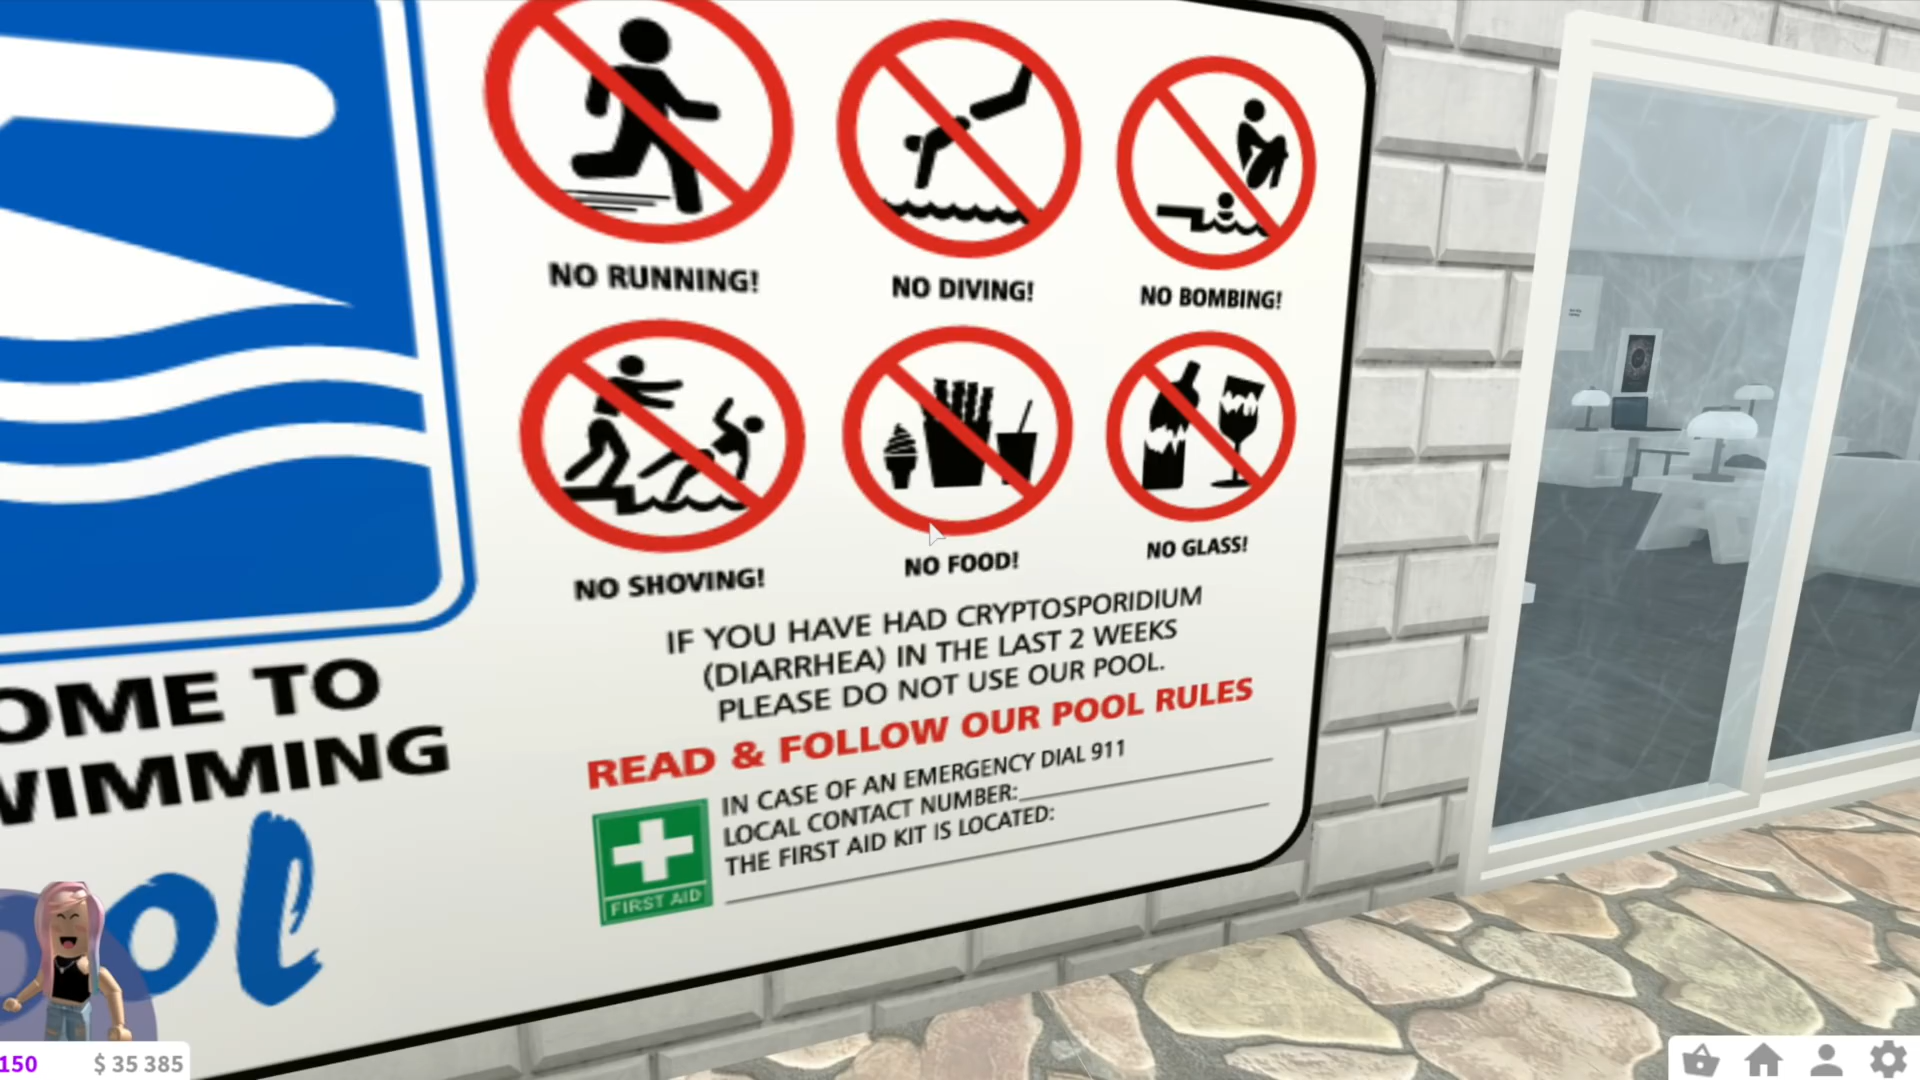 NO RUNNING!
NO DIVING!
NO BOMBING!
NO SHOVING!
NO FOOD!
NO GLASS!
IF YOU HAVE HAD CRYPTOSPORIDIUM
(DIARRHEA) IN THE LAST 2 WEEKS
PLEASE DO NOT USE OUR POOL.
READ & FOLLOW OUR POOL RULES
IN CASE OF AN EMERGENCY DIAL 911
LOCAL CONTACT NUMBER:
THE FIRST AID KIT IS LOCATED:
FIRST AID
OME TO
WIMMING
ol
150
$ 35 385